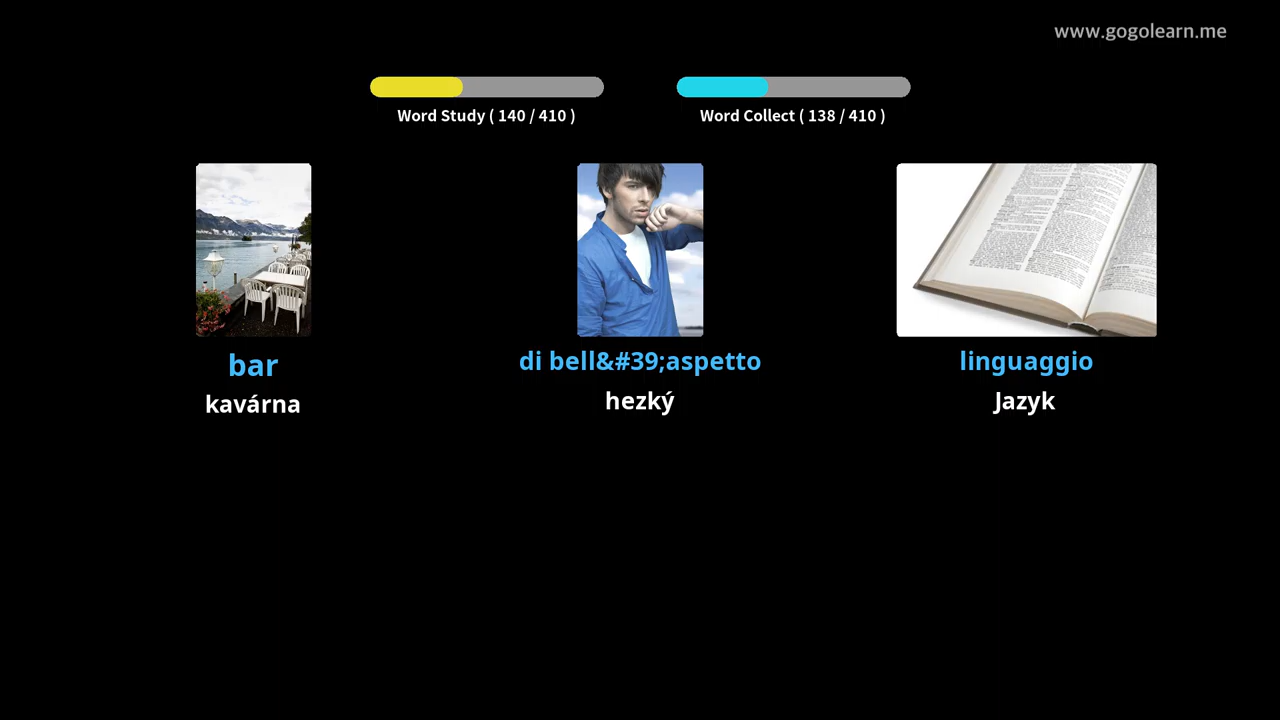 www.gogolearn.me
Word Study ( 140 / 410 )
Word Collect ( 138 / 410 )
bar
di bell&#39;aspetto
linguaggio
kavárna
hezký
Jazyk